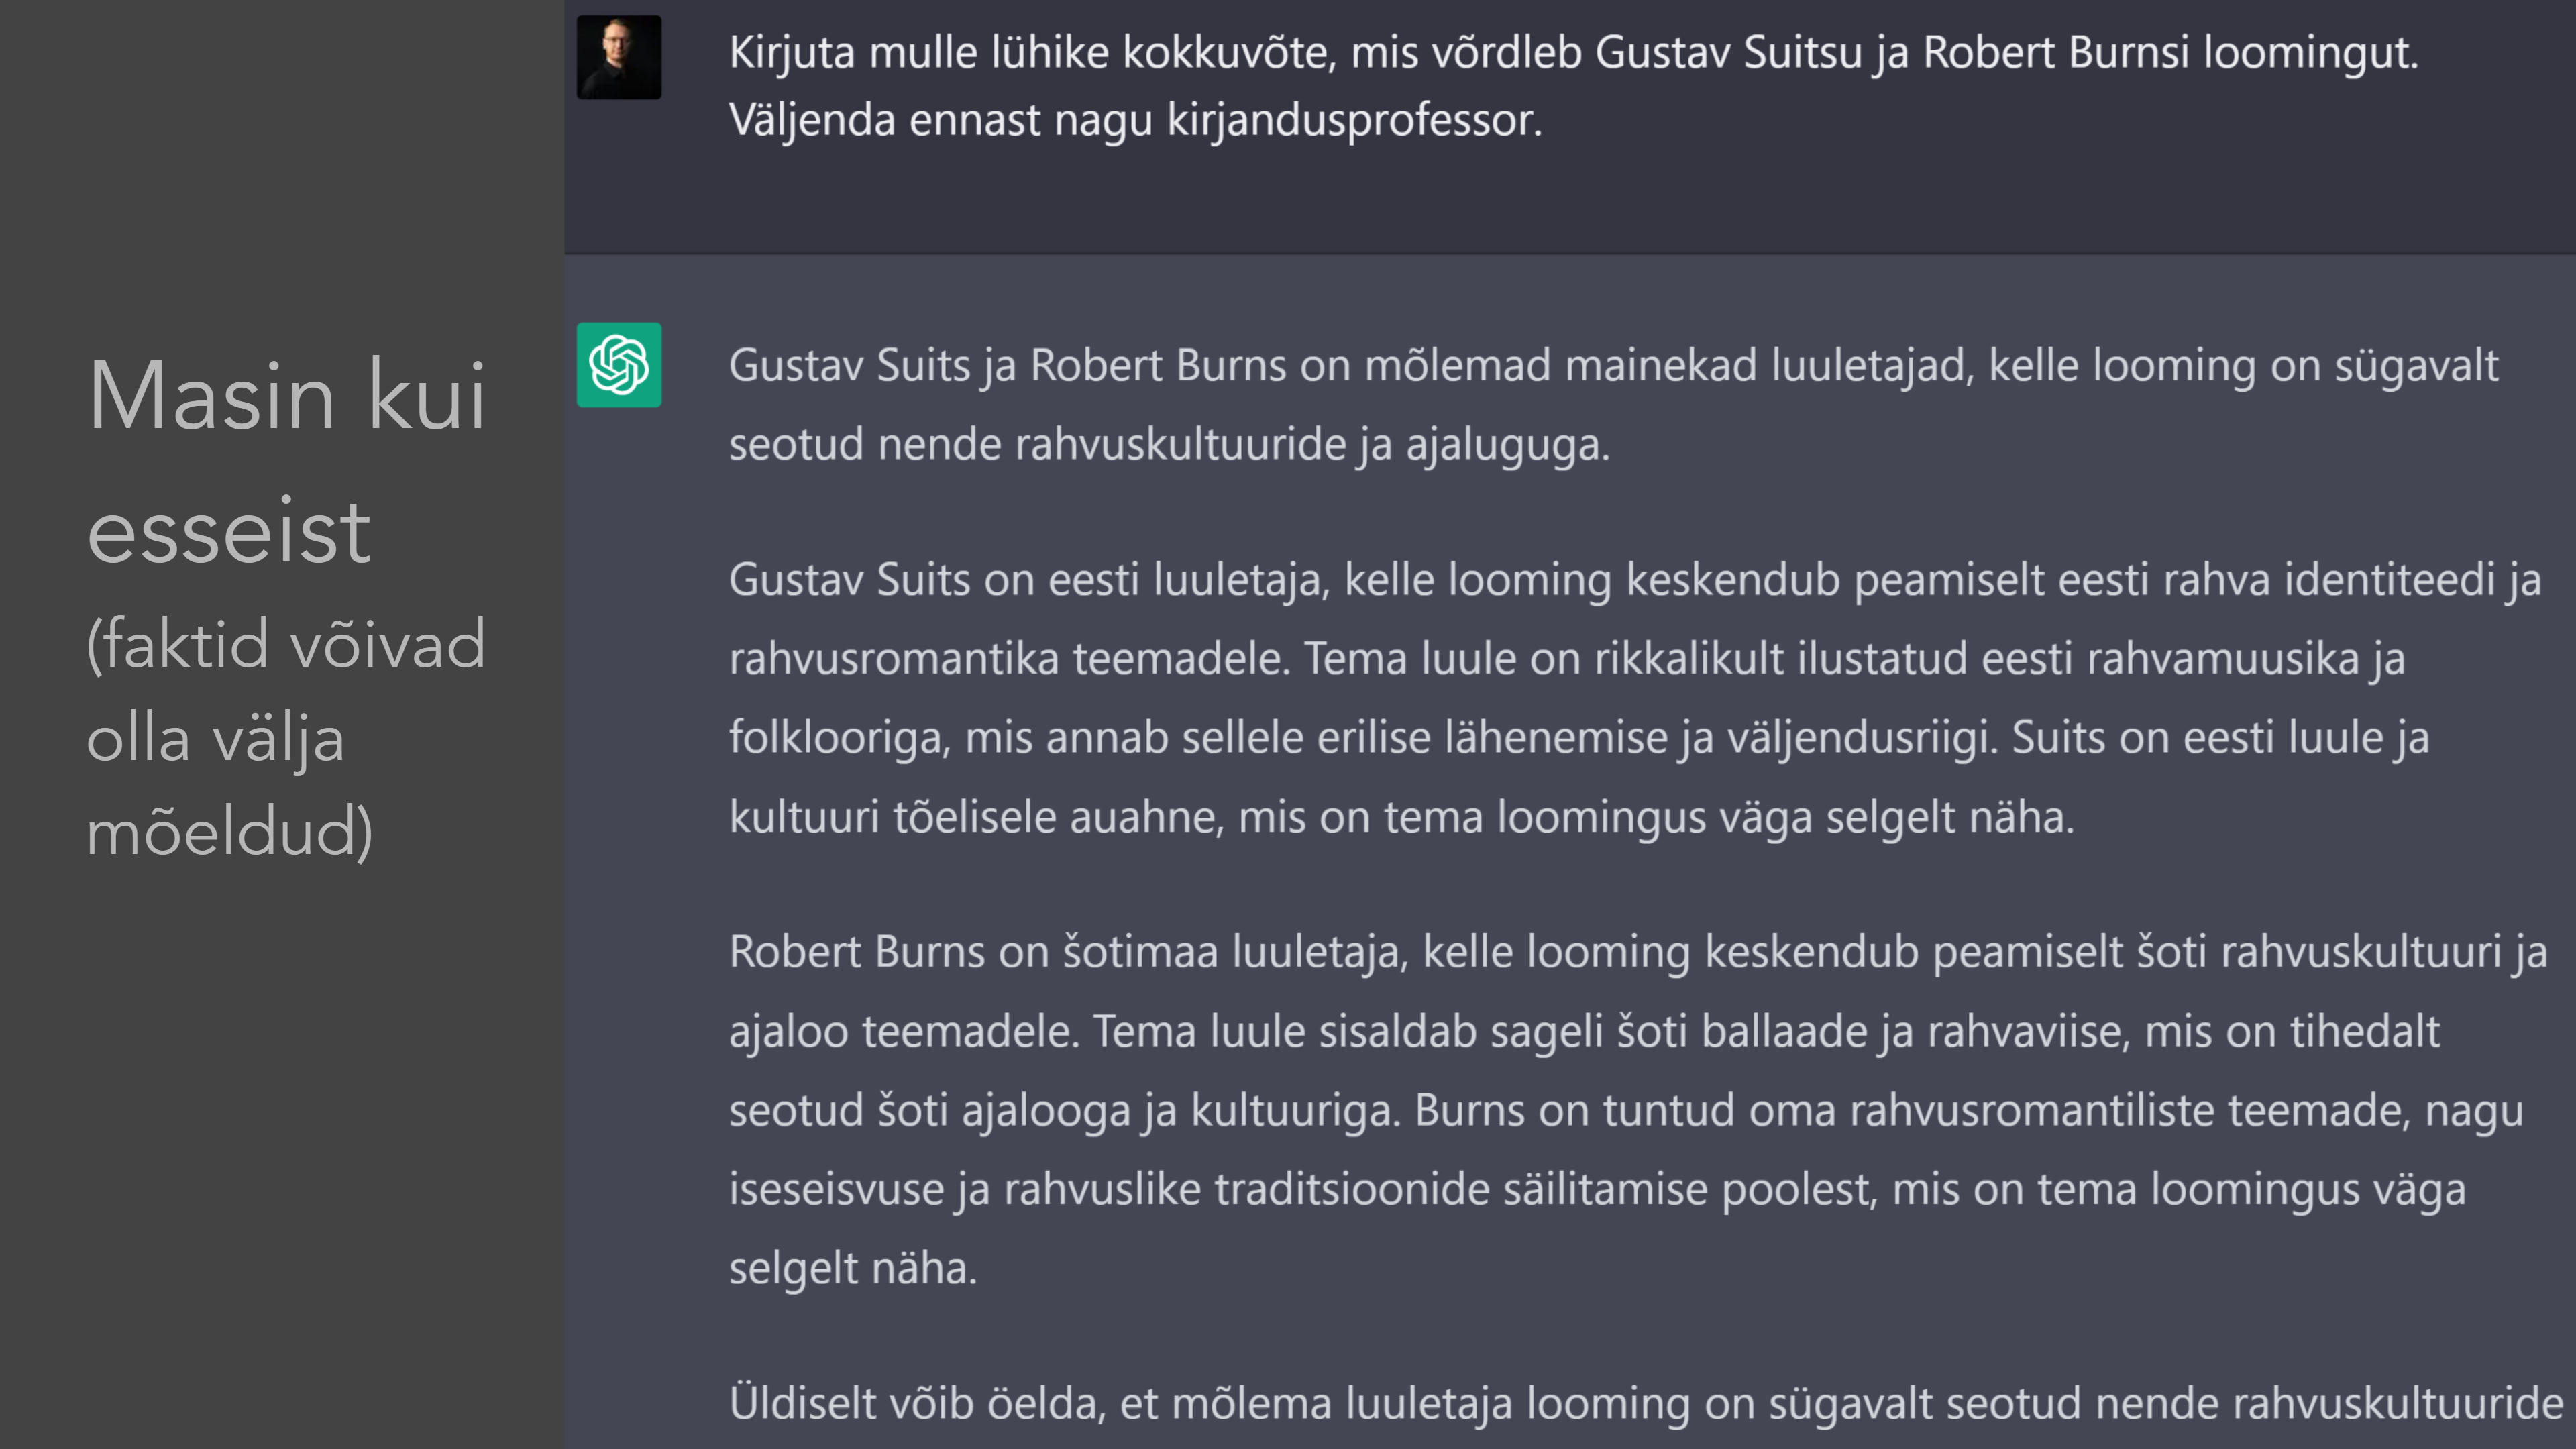 Masin kui
esseist
(faktid võivad
olla välja
mõeldud)
Kirjuta mulle lühike kokkuvõte, mis võrdleb Gustav Suitsu ja Robert Burnsi loomingut.
Väljenda ennast nagu kirjandusprofessor.
Gustav Suits ja Robert Burns on mõlemad mainekad luuletajad, kelle looming on sügavalt
seotud nende rahvuskultuuride ja ajaluguga.
Gustav Suits on eesti luuletaja, kelle looming keskendub peamiselt eesti rahva identiteedi ja
rahvusromantika teemadele. Tema luule on rikkalikult ilustatud eesti rahvamuusika ja
folklooriga, mis annab sellele erilise lähenemise ja väljendusriigi. Suits on eesti luule ja
kultuuri tõelisele auahne, mis on tema loomingus väga selgelt näha.
Robert Burns on šotimaa luuletaja, kelle looming keskendub peamiselt šoti rahvuskultuuri ja
ajaloo teemadele. Tema luule sisaldab sageli šoti ballaade ja rahvaviise, mis on tihedalt
seotud šoti ajalooga ja kultuuriga. Burns on tuntud oma rahvusromantiliste teemade, nagu
iseseisvuse ja rahvuslike traditsioonide säilitamise poolest, mis on tema loomingus väga
selgelt näha.
Üldiselt võib öelda, et mõlema luuletaja looming on sügavalt seotud nende rahvuskultuuride